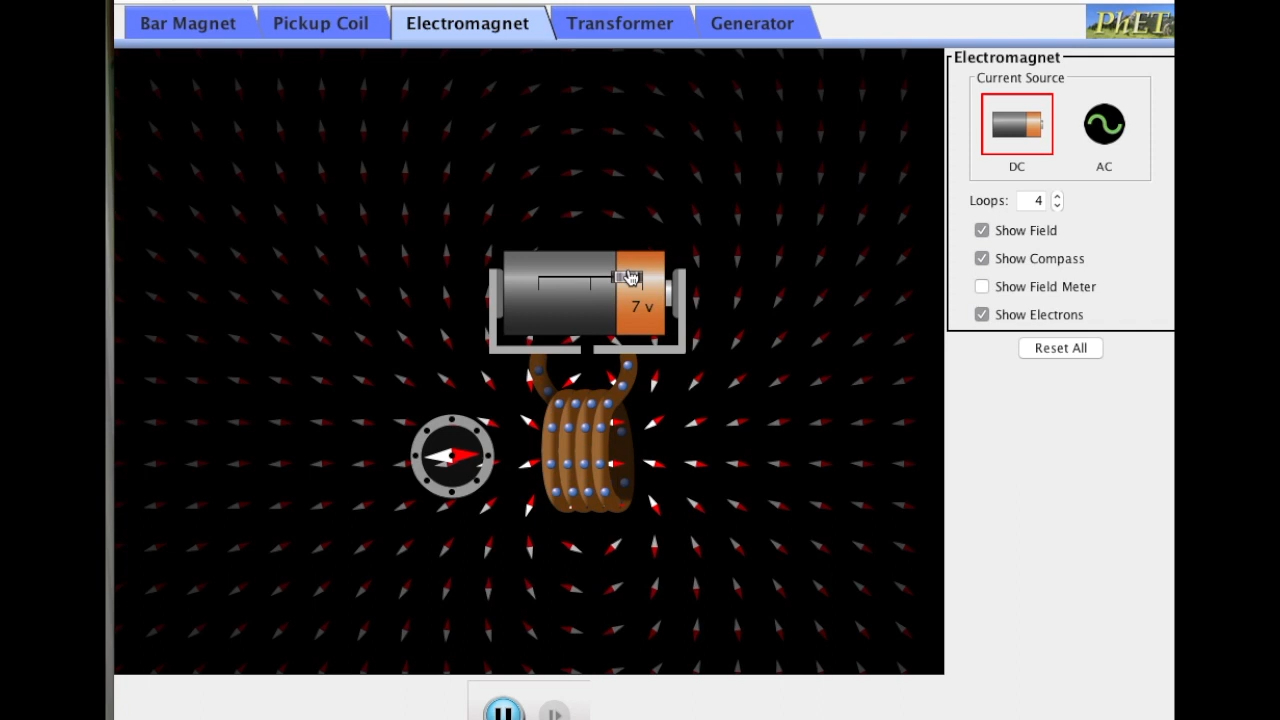 Bar Magnet
Pickup Coil
Electromagnet
Transformer
Generator
PhET
Electromagnet
Current Source
DC
AC
Loops: 4
Show Field
Show Compass
Show Field Meter
Show Electrons
Reset All
7 v